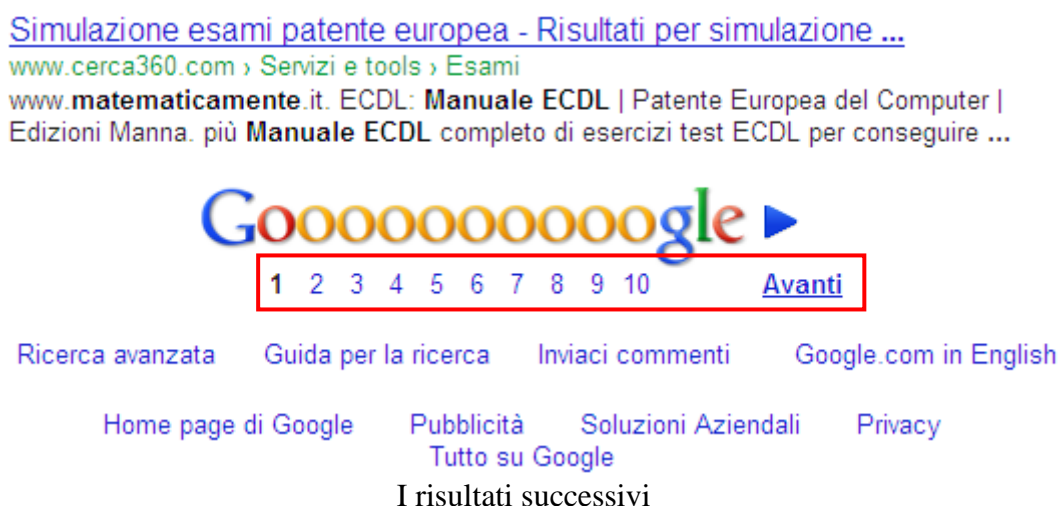 Simulazione esami patente europea - Risultati per simulazione ...
www.cerca360.com › Servizi e tools › Esami
www.matematicamente.it. ECDL: Manuale ECDL | Patente Europea del Computer |
Edizioni Manna. più Manuale ECDL completo di esercizi test ECDL per conseguire ...
Goooooooooogle
1 2 3 4 5 6 7 8 9 10 Avanti
Ricerca avanzata Guida per la ricerca Inviaci commenti Google.com in English
Home page di Google Pubblicità Soluzioni Aziendali Privacy
Tutto su Google
I risultati successivi